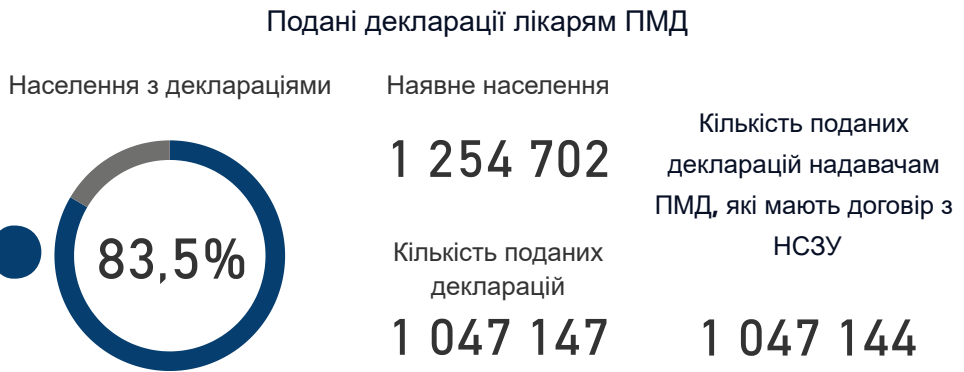 Подані декларації лікарям ПМД
Населення з деклараціями
83,5%
Наявне населення
1 254 702
Кількість поданих
декларацій
1 047 147
Кількість поданих
декларацій надавачам
ПМД, які мають договір з
НСЗУ
1 047 144